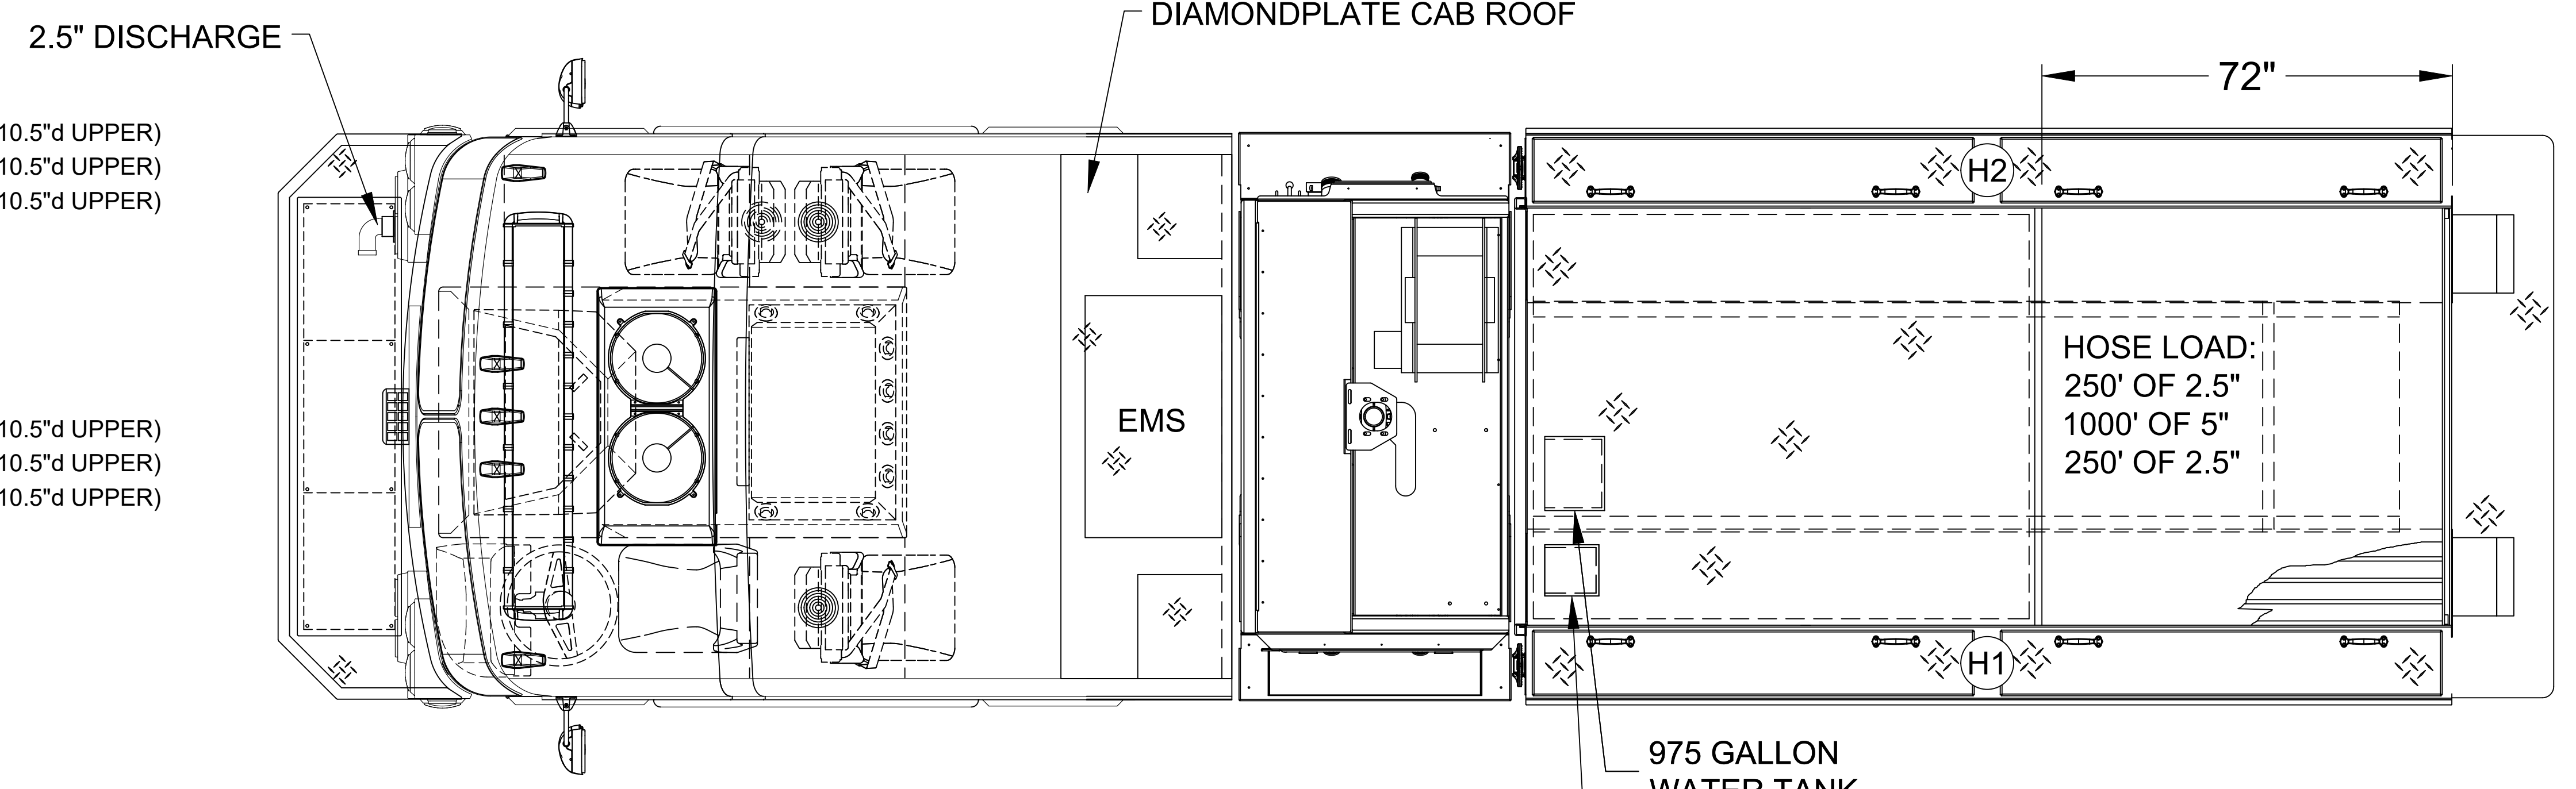 DIAMONDPLATE CAB ROOF
2.5" DISCHARGE
72"
10.5"d UPPER)
10.5"d UPPER)
10.5"d UPPER)
H2
HOSE LOAD:
250' OF 2.5"
1000' OF 5"
250' OF 2.5"
EMS
10.5"d UPPER)
10.5"d UPPER)
10.5"d UPPER)
H1
975 GALLON
WATER TANK